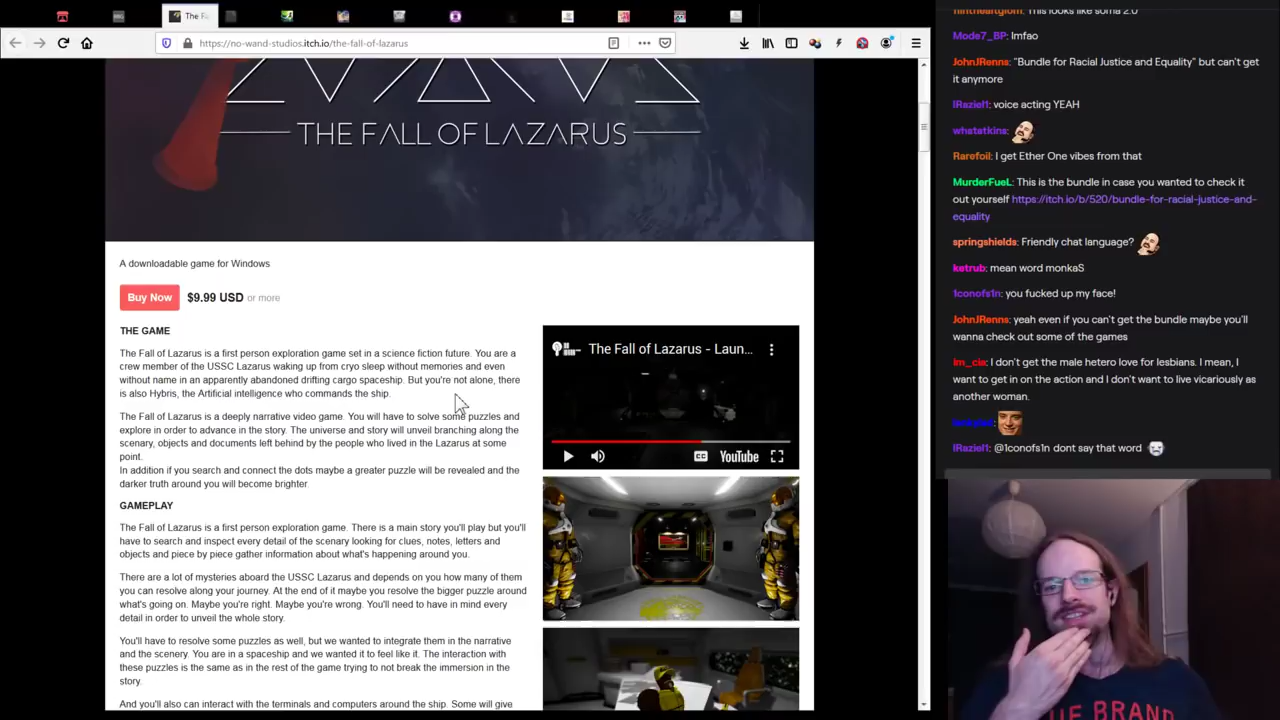 The Fa
https://no-wand-studios.itch.io/the-fall-of-lazarus
THE FALL OF LAZARUS
A downloadable game for Windows
Buy Now $9.99 USD or more
THE GAME
The Fall of Lazarus is a first person exploration game set in a science fiction future. You are a
crew member of the USSC Lazarus waking up from cryo sleep without memories and even
without name in an apparently abandoned drifting cargo spaceship. But you're not alone, there
is also Hybris, the Artificial intelligence who commands the ship.
The Fall of Lazarus is a deeply narrative video game. You will have to solve some puzzles and
explore in order to advance in the story. The universe and story will unveil branching along the
scenary, objects and documents left behind by the people who lived in the Lazarus at some
point.
In addition if you search and connect the dots maybe a greater puzzle will be revealed and the
darker truth around you will become brighter.
GAMEPLAY
The Fall of Lazarus is a first person exploration game. There is a main story you'll play but you'll
have to search and inspect every detail of the scenary looking for clues, notes, letters and
objects and piece by piece gather information about what's happening around you.
There are a lot of mysteries aboard the USSC Lazarus and depends on you how many of them
you can resolve along your journey. At the end of it maybe you resolve the bigger puzzle around
what's going on. Maybe you're right. Maybe you're wrong. You'll need to have in mind every
detail in order to unveil the whole story.
You'll have to resolve some puzzles as well, but we wanted to integrate them in the narrative
and the scenery. You are in a spaceship and we wanted it to feel like it. The interaction with
these puzzles is the same as in the rest of the game trying to not break the immersion in the
story.
And you'll also can interact with the terminals and computers around the ship. Some will give
The Fall of Lazarus - Laun...
CC YouTube
This looks like soma 2.0
Mode7_BP: lmfao
JohnJRenns: "Bundle for Racial Justice and Equality" but can't get
it anymore
IRaziel1: voice acting YEAH
whatatkins:
Rarefoil: I get Ether One vibes from that
MurderFueL: This is the bundle in case you wanted to check it
out yourself https://itch.io/b/520/bundle-for-racial-justice-and-
equality
springshields: Friendly chat language?
ketrub: mean word monkaS
1conofs1n: you fucked up my face!
JohnJRenns: yeah even if you can't get the bundle maybe you'll
wanna check out some of the games
im_cia: I don't get the male hetero love for lesbians. I mean, I
want to get in on the action and I don't want to live vicariously as
another woman.
IRaziel1: @1conofs1n dont say that word
UE BRAND